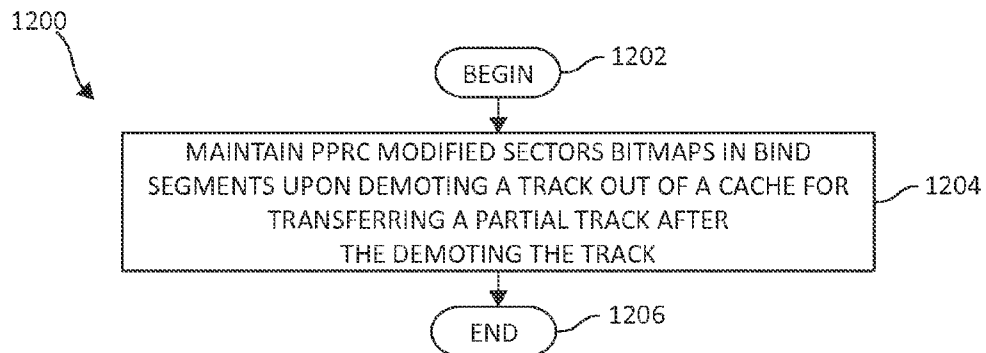 1200
BEGIN
1202
MAINTAIN PPRC MODIFIED SECTORS BITMAPS IN BIND
SEGMENTS UPON DEMOTING A TRACK OUT OF A CACHE FOR
TRANSFERRING A PARTIAL TRACK AFTER
THE DEMOTING THE TRACK
1204
END
1206